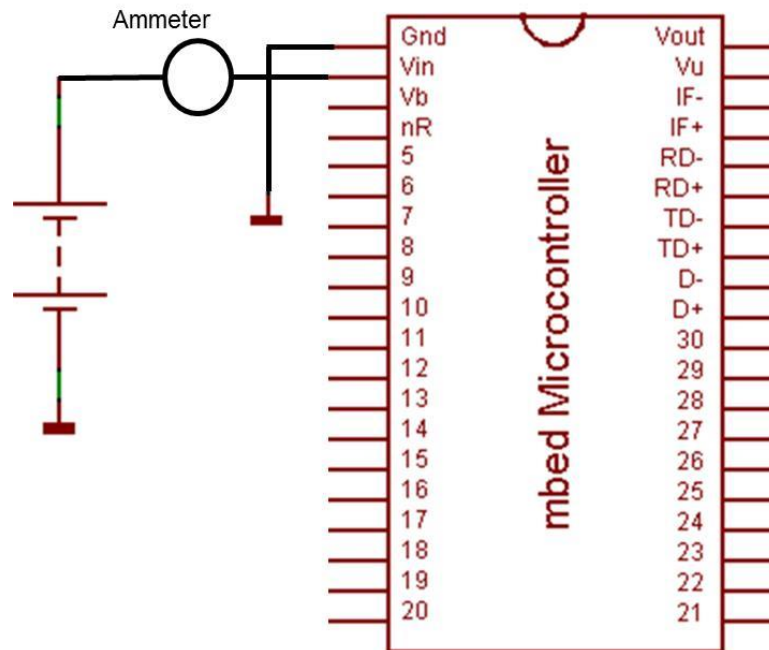 Ammeter
Gnd Vout
Vin Vu
Vb IF-
nR IF+
5 RD-
6 RD+
7 TD-
8 TD+
9 D-
10 D+
11 30
12 29
13 28
14 27
15 26
16 25
17 24
18 23
19 22
20 21
mbed Microcontroller